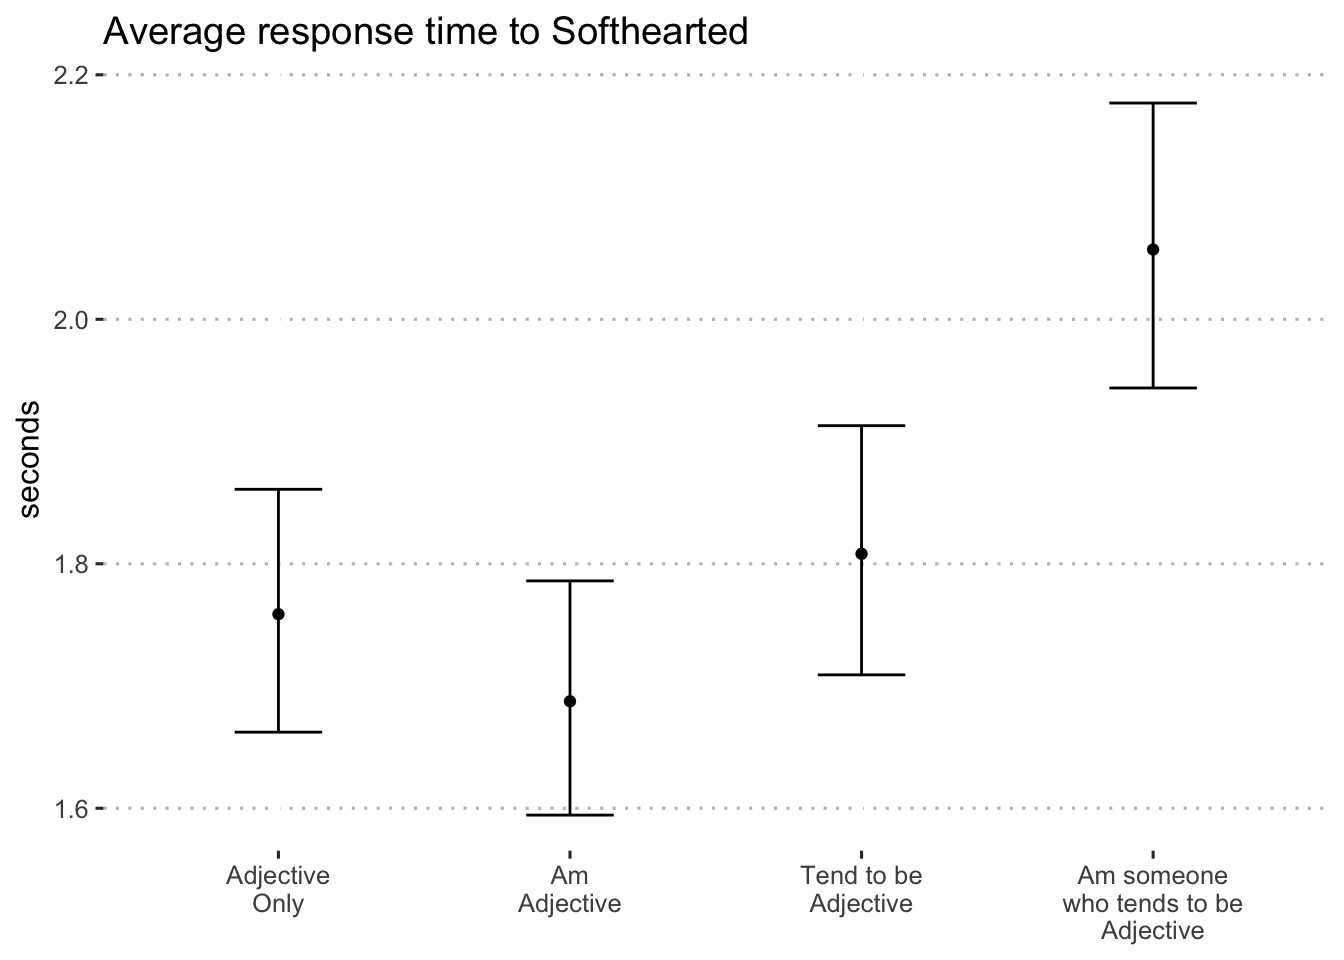 Average response time to Softhearted
2.2
2.0
1.8
1.6
seconds
Adjective
Only
Am
Adjective
Tend to be
Adjective
Am someone
who tends to be
Adjective